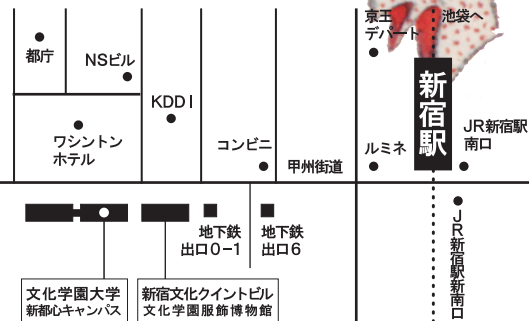 京王
デパート
池袋へ
都庁
NSビル
KDDI
新宿駅
ワシントン
ホテル
コンビニ
ルミネ
JR新宿駅
南口
甲州街道
地下鉄
出口0-1
地下鉄
出口6
JR新宿駅新南口
文化学園大学
新都心キャンパス
新宿文化クイントビル
文化学園服飾博物館